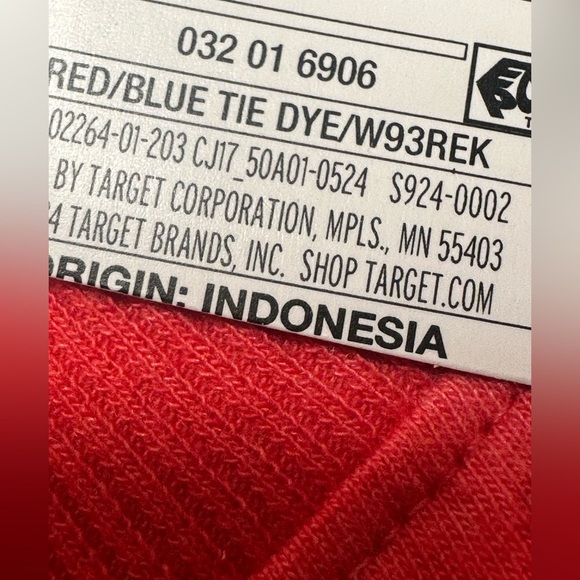 032 01 6906
RED/BLUE TIE DYE/W93REK
02264-01-203 CJ17_50A01-0524 S924-0002
BY TARGET CORPORATION, MPLS., MN 55403
4 TARGET BRANDS, INC. SHOP TARGET.COM
ORIGIN: INDONESIA